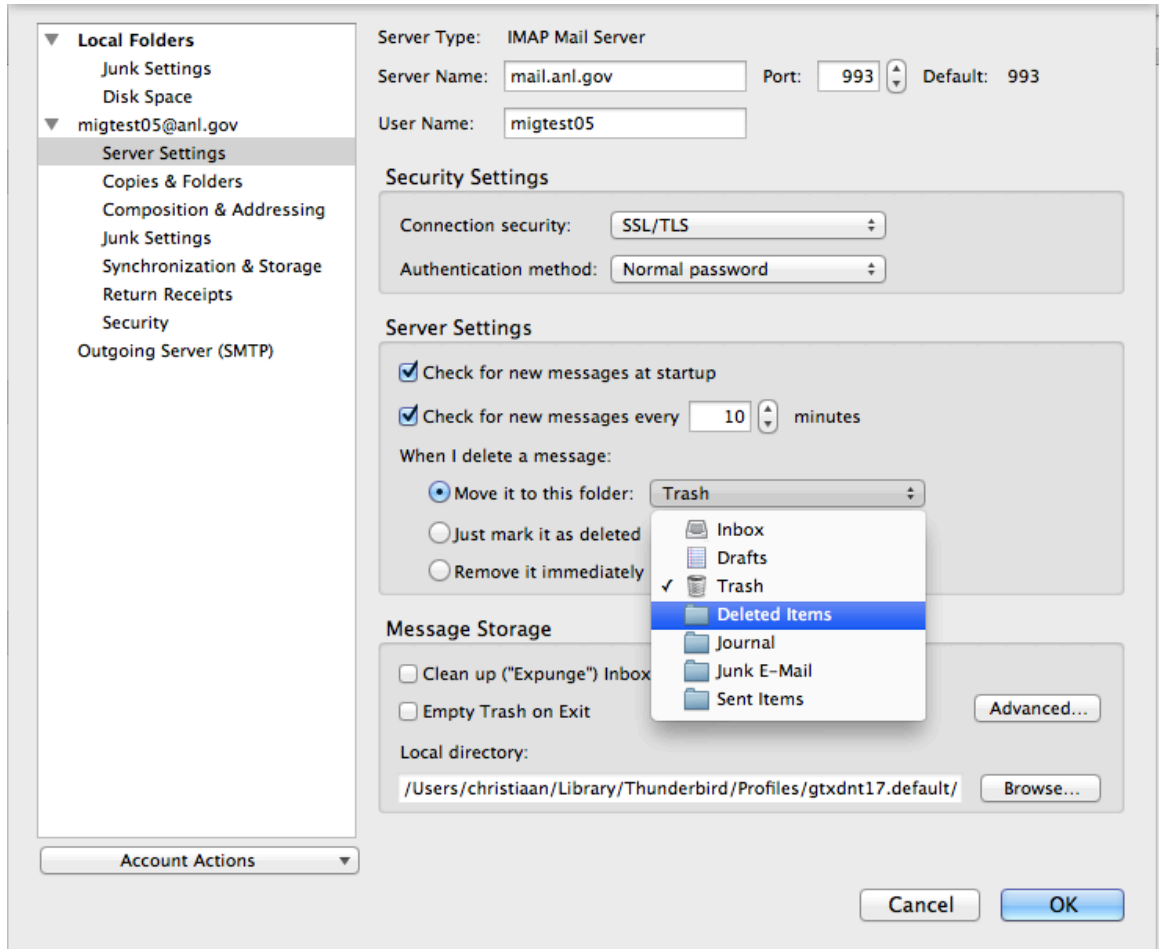 Local Folders
Junk Settings
Disk Space
migtest05@anl.gov
Server Settings
Copies & Folders
Composition & Addressing
Junk Settings
Synchronization & Storage
Return Receipts
Security
Outgoing Server (SMTP)
Account Actions
Server Type: IMAP Mail Server
Server Name: mail.anl.gov Port: 993 Default: 993
User Name: migtest05
Security Settings
Connection security: SSL/TLS
Authentication method: Normal password
Server Settings
Check for new messages at startup
Check for new messages every 10 minutes
When I delete a message:
Move it to this folder: Trash
Just mark it as deleted
Remove it immediately
Inbox
Drafts
Trash
Deleted Items
Journal
Junk E-Mail
Sent Items
Message Storage
Clean up ("Expunge") Inbox
Empty Trash on Exit
Advanced...
Local directory:
/Users/christiaan/Library/Thunderbird/Profiles/gtxdnt17.default/ Browse...
Cancel OK